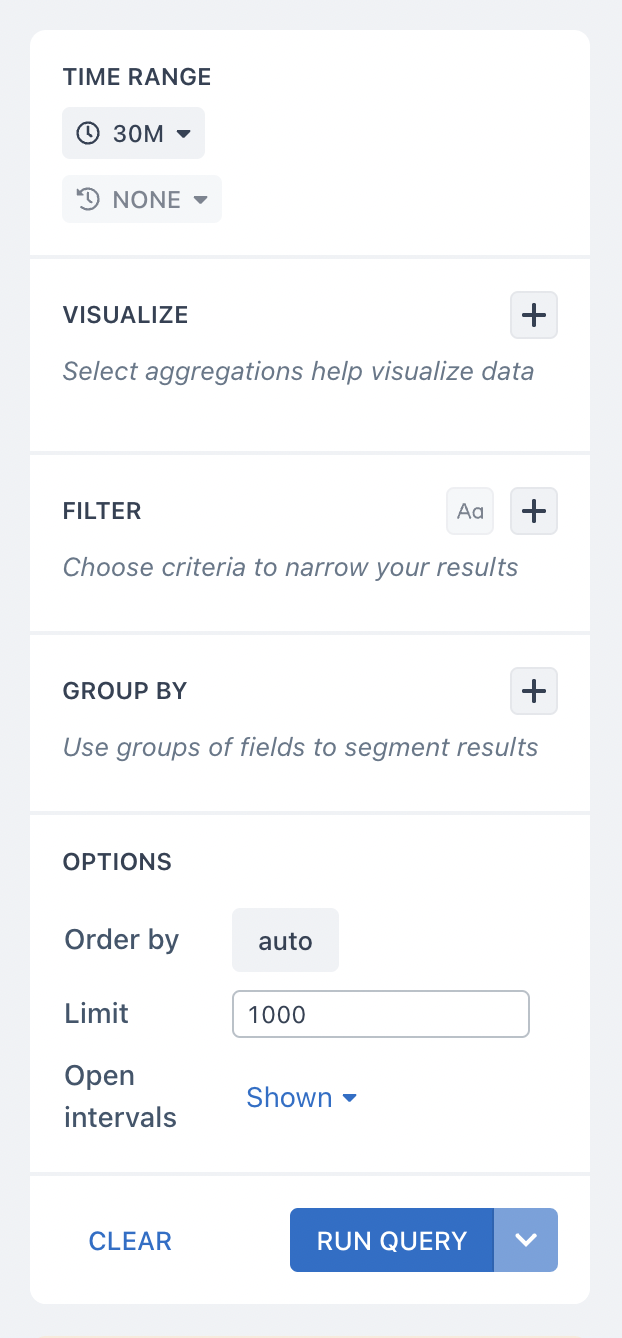 TIME RANGE
30M
NONE
VISUALIZE
Select aggregations help visualize data
FILTER
Aa
Choose criteria to narrow your results
GROUP BY
Use groups of fields to segment results
OPTIONS
Order by auto
Limit 1000
Open
intervals
Shown
CLEAR RUN QUERY